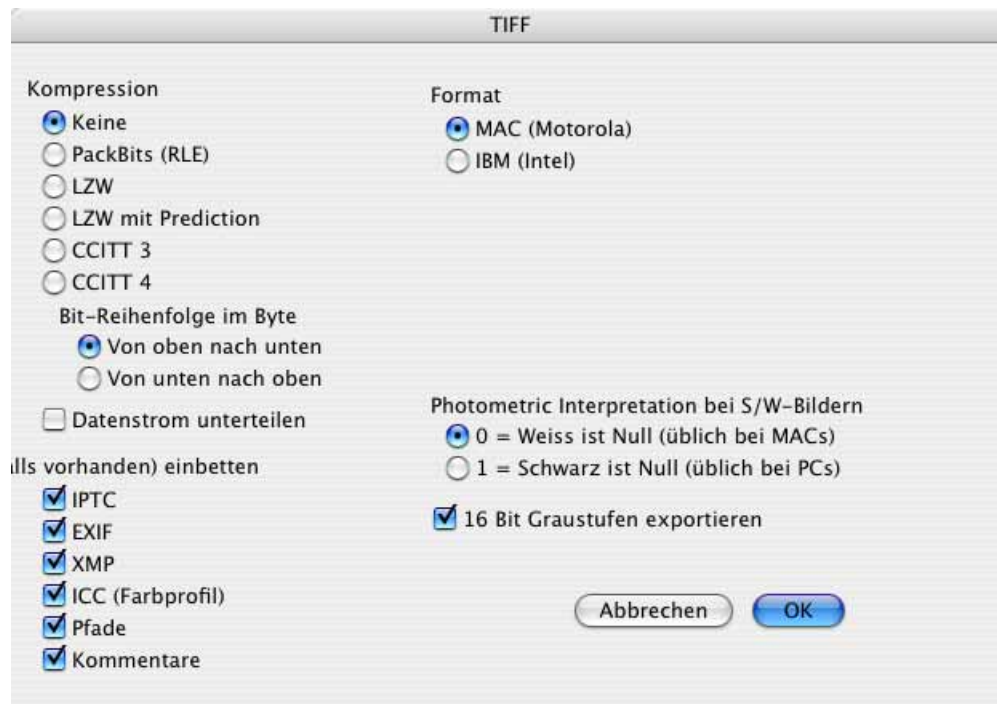 TIFF
Kompression
Keine
PackBits (RLE)
LZW
LZW mit Prediction
CCITT 3
CCITT 4
Bit-Reihenfolge im Byte
Von oben nach unten
Von unten nach oben
Datenstrom unterteilen
lls vorhanden) einbetten
IPTC
EXIF
XMP
ICC (Farbprofil)
Pfade
Kommentare
Format
MAC (Motorola)
IBM (Intel)
Photometric Interpretation bei S/W-Bildern
0 = Weiss ist Null (üblich bei MACs)
1 = Schwarz ist Null (üblich bei PCs)
16 Bit Graustufen exportieren
Abbrechen
OK